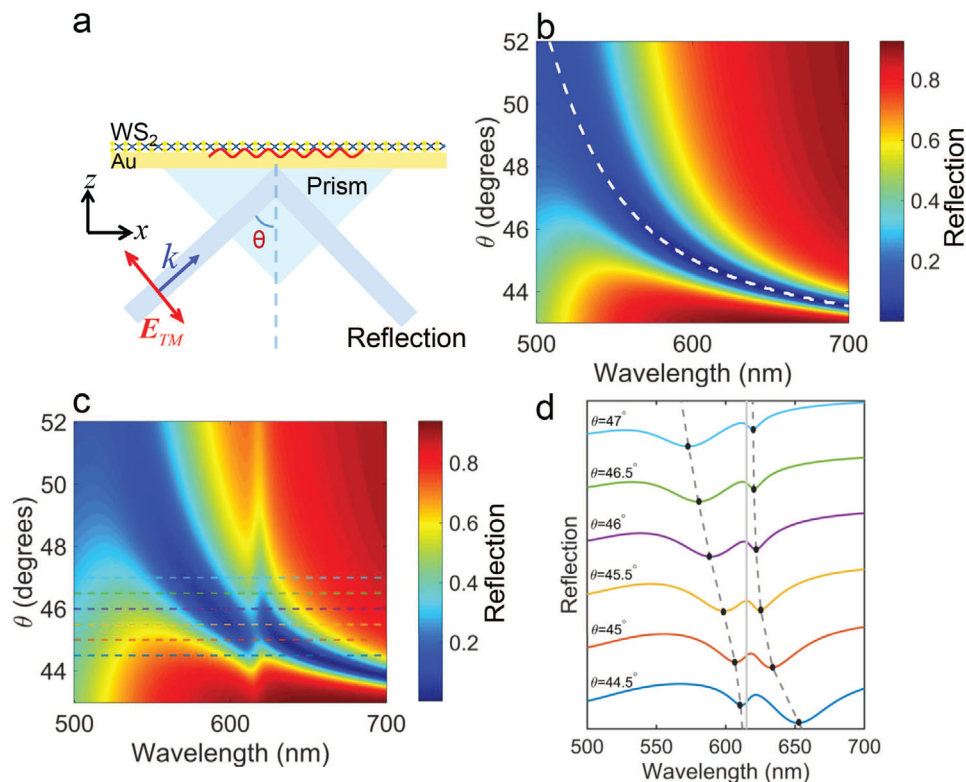 a
WS2
Au
Prism
z
x
θ
k
ETM
Reflection
b
52
50
48
46
44
θ (degrees)
500 600 700
Wavelength (nm)
0.8
0.6
0.4
0.2
Reflection
c
52
50
48
46
44
θ (degrees)
500 600 700
Wavelength (nm)
0.8
0.6
0.4
0.2
Reflection
d
θ=47°
θ=46.5°
θ=46°
θ=45.5°
θ=45°
θ=44.5°
Reflection
500 550 600 650 700
Wavelength (nm)